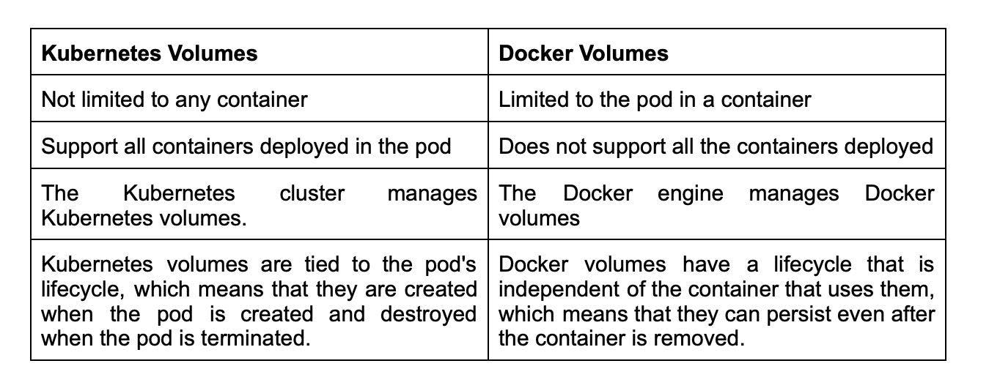 Kubernetes Volumes
Docker Volumes
Not limited to any container
Limited to the pod in a container
Support all containers deployed in the pod
Does not support all the containers deployed
The Kubernetes cluster manages
Kubernetes volumes.
The Docker engine manages Docker
volumes
Kubernetes volumes are tied to the pod's
lifecycle, which means that they are created
when the pod is created and destroyed
when the pod is terminated.
Docker volumes have a lifecycle that is
independent of the container that uses them,
which means that they can persist even after
the container is removed.